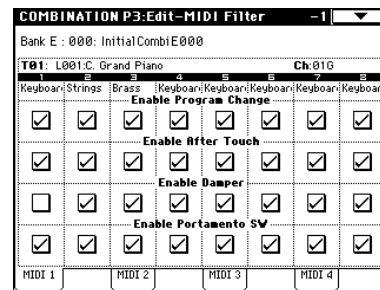 COMBINATION P3:Edit-MIDI Filter -1
Bank E : 000: InitialCombiE000
T01: L001:C. Grand Piano Ch:01G
1 2 3 4 5 6 7 8
Keyboar Strings Brass Keyboar Keyboar Keyboar Keyboar Keyboar
Enable Program Change
Enable After Touch
Enable Damper
Enable Portamento SW
MIDI 1 MIDI 2 MIDI 3 MIDI 4